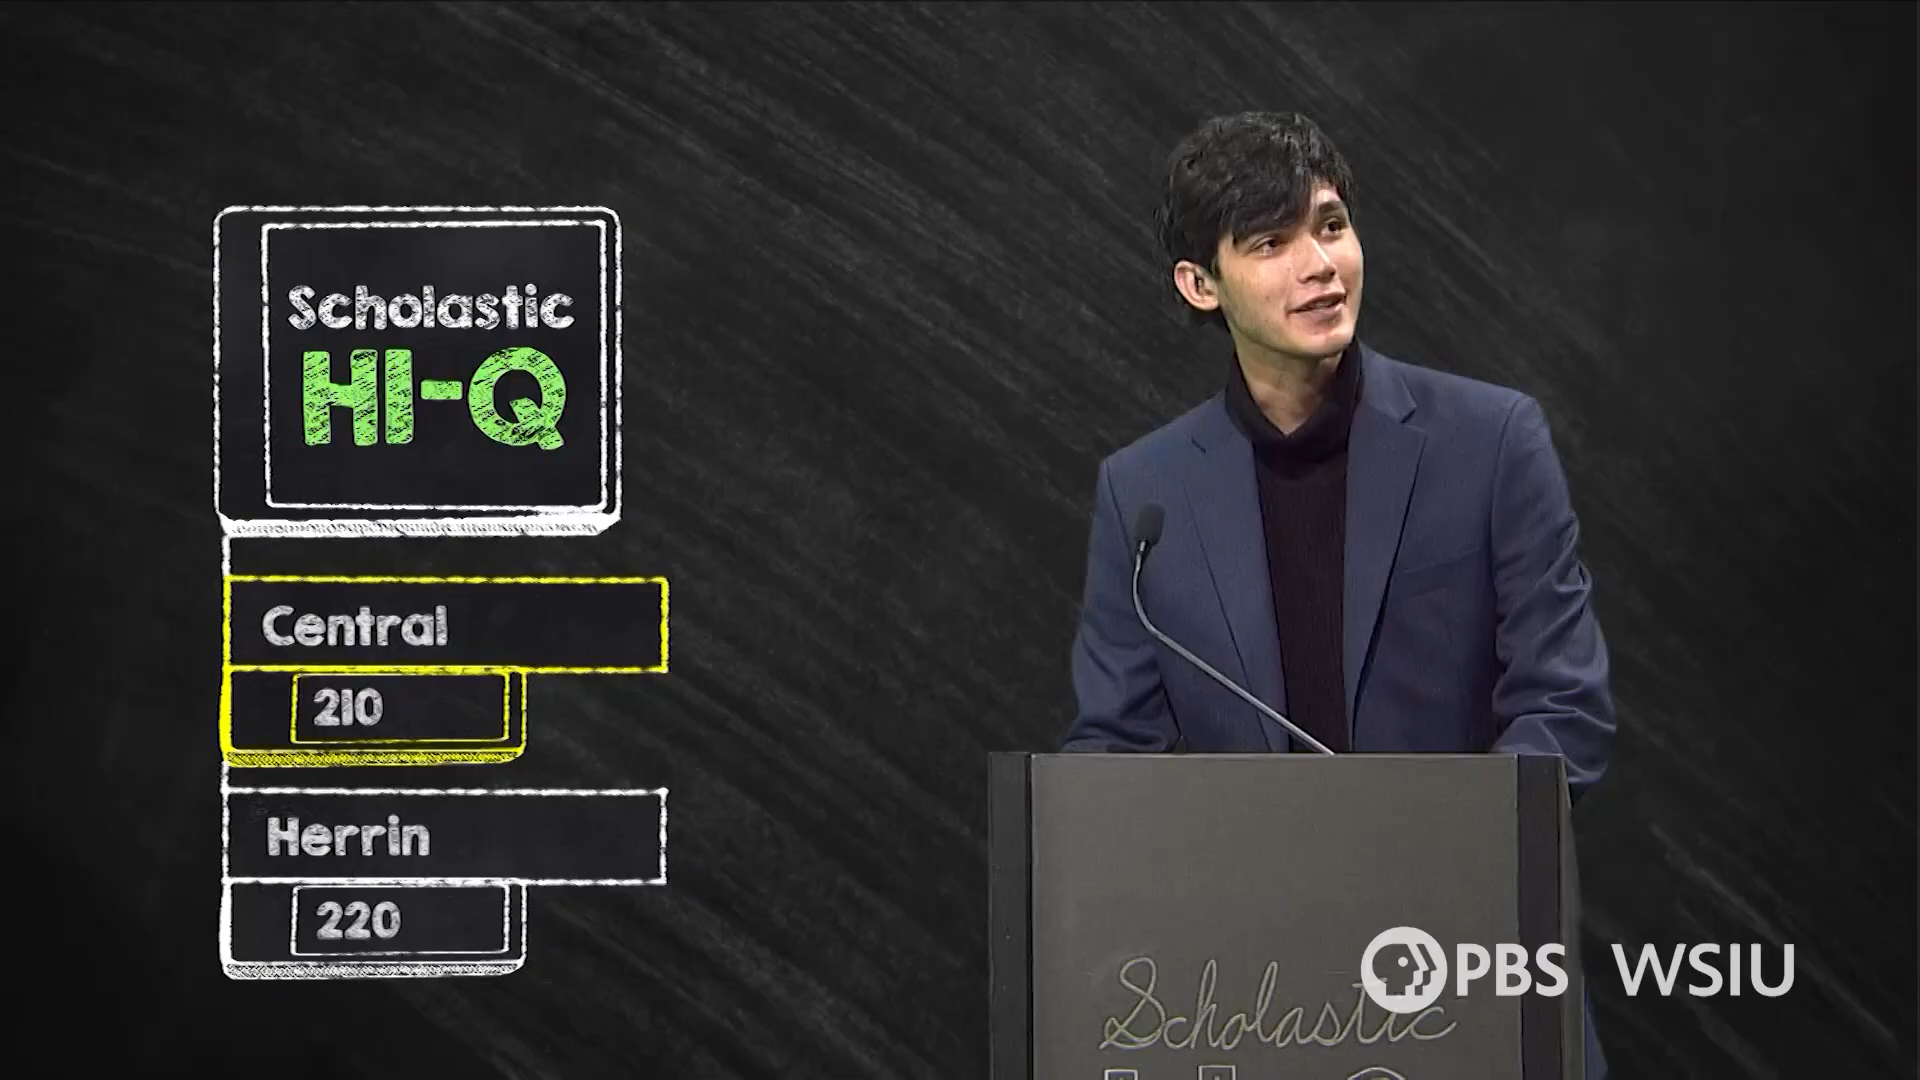 Scholastic
HI-Q
Central
210
Herrin
220
Scholastic
PBS WSIU